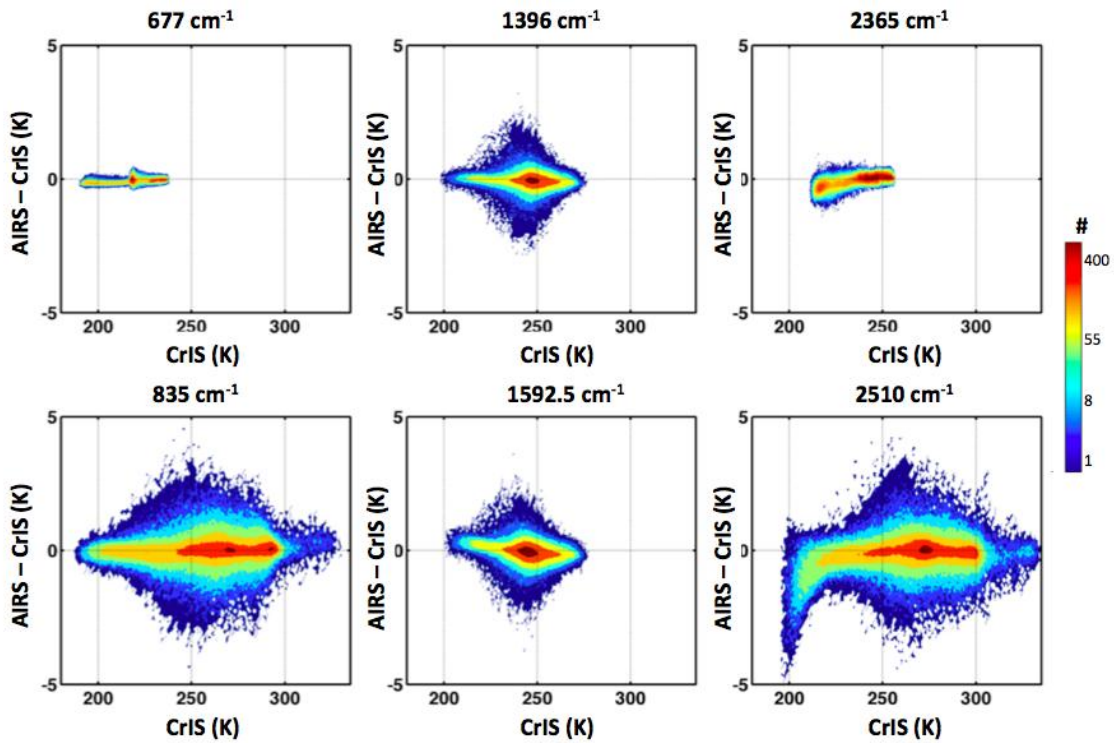 677 cm⁻¹ 1396 cm⁻¹ 2365 cm⁻¹
5 5 5
AIRS – CrIS (K) AIRS – CrIS (K) AIRS – CrIS (K)
0 0 0
-5 -5 -5
200 250 300 200 250 300 200 250 300
CrIS (K) CrIS (K) CrIS (K)
#
400
55
8
1
835 cm⁻¹ 1592.5 cm⁻¹ 2510 cm⁻¹
5 5 5
AIRS – CrIS (K) AIRS – CrIS (K) AIRS – CrIS (K)
0 0 0
-5 -5 -5
200 250 300 200 250 300 200 250 300
CrIS (K) CrIS (K) CrIS (K)